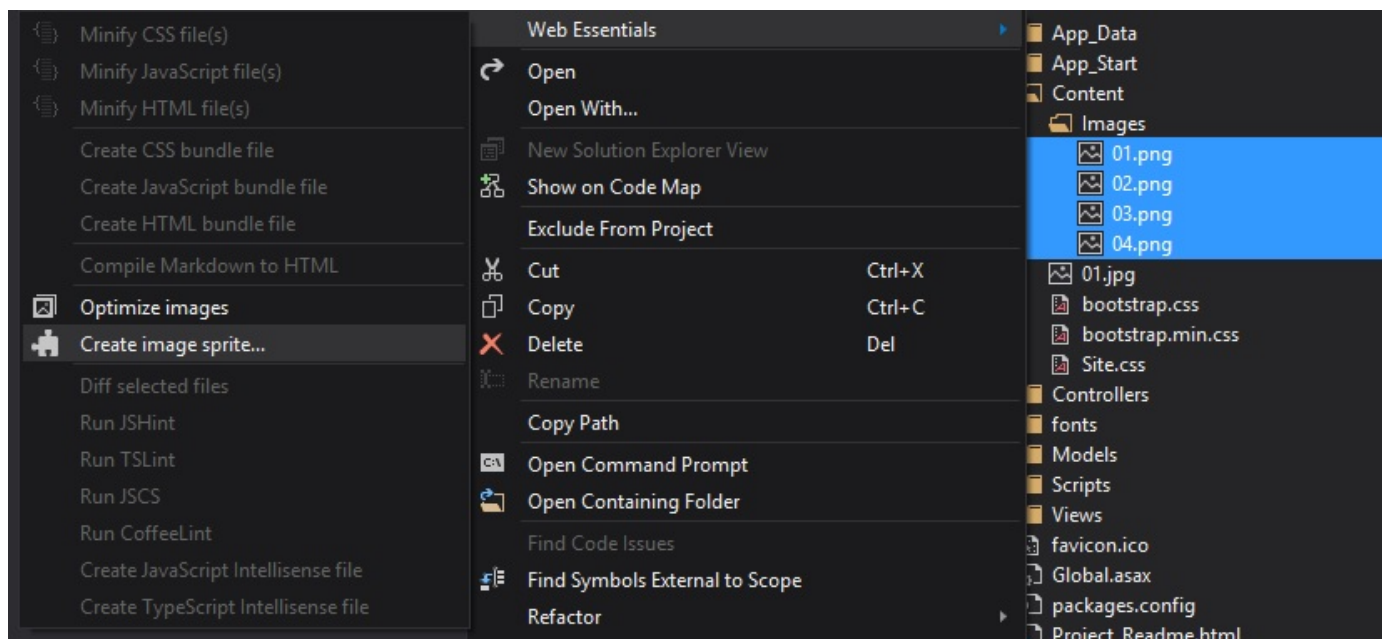 Minify CSS file(s)
Minify JavaScript file(s)
Minify HTML file(s)
Create CSS bundle file
Create JavaScript bundle file
Create HTML bundle file
Compile Markdown to HTML
Optimize images
Create image sprite...
Diff selected files
Run JSHint
Run TSLint
Run JSCS
Run CoffeeLint
Create JavaScript Intellisense file
Create TypeScript Intellisense file
Web Essentials
Open
Open With...
New Solution Explorer View
Show on Code Map
Exclude From Project
Cut Ctrl+X
Copy Ctrl+C
Delete Del
Rename
Copy Path
Open Command Prompt
Open Containing Folder
Find Code Issues
Find Symbols External to Scope
Refactor
App_Data
App_Start
Content
Images
01.png
02.png
03.png
04.png
01.jpg
bootstrap.css
bootstrap.min.css
Site.css
Controllers
fonts
Models
Scripts
Views
favicon.ico
Global.asax
packages.config
Project_Readme.html